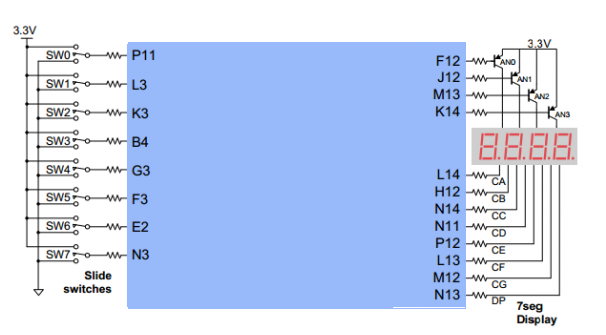 3.3V
SW0 P11
SW1 L3
SW2 K3
SW3 B4
SW4 G3
SW5 F3
SW6 E2
SW7 N3
Slide
switches
3.3V
F12 AN0
J12 AN1
M13 AN2
K14 AN3
8.8.8.8.
L14 CA
H12 CB
N14 CC
N11 CD
P12 CE
L13 CF
M12 CG
N13 DP
7seg
Display